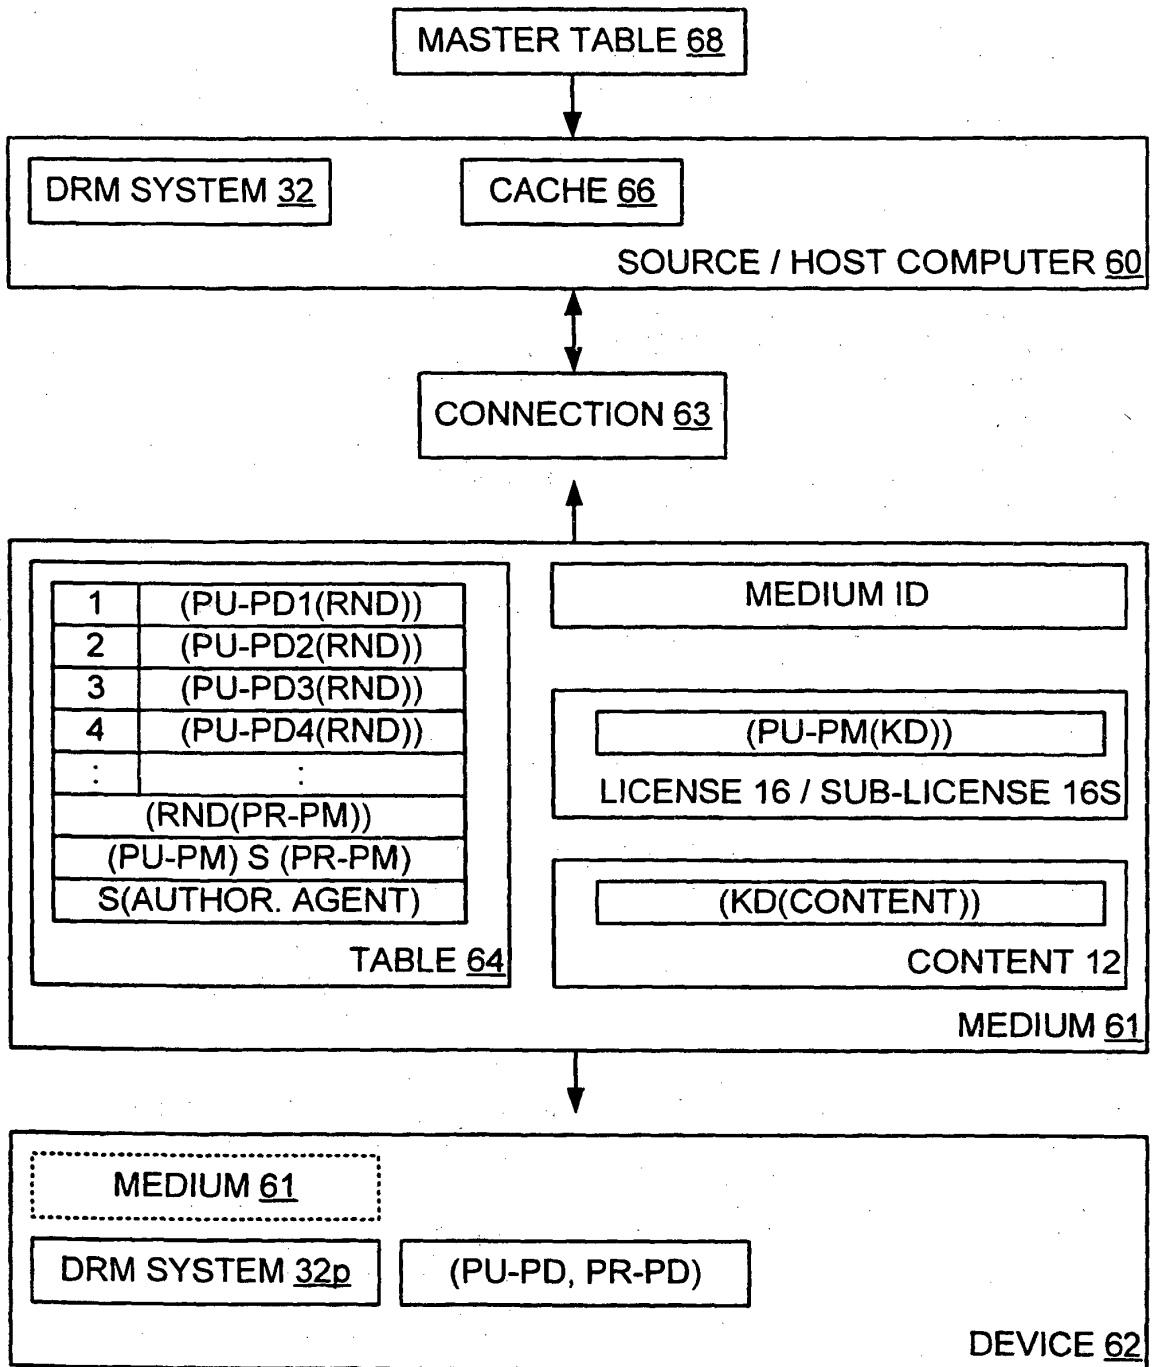 MASTER TABLE 68
DRM SYSTEM 32
CACHE 66
SOURCE / HOST COMPUTER 60
CONNECTION 63
1 (PU-PD1(RND))
2 (PU-PD2(RND))
3 (PU-PD3(RND))
4 (PU-PD4(RND))
: :
(RND(PR-PM))
(PU-PM) S (PR-PM)
S(AUTHOR. AGENT)
TABLE 64
MEDIUM ID
(PU-PM(KD))
LICENSE 16 / SUB-LICENSE 16S
(KD(CONTENT))
CONTENT 12
MEDIUM 61
MEDIUM 61
DRM SYSTEM 32p
(PU-PD, PR-PD)
DEVICE 62